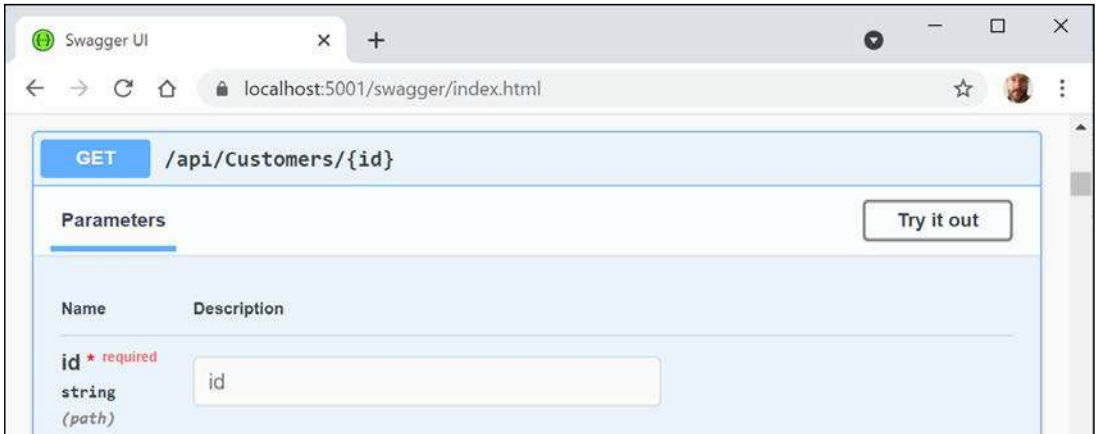 Swagger UI
localhost:5001/swagger/index.html
GET /api/Customers/{id}
Parameters Try it out
Name Description
id * required
id
string
(path)